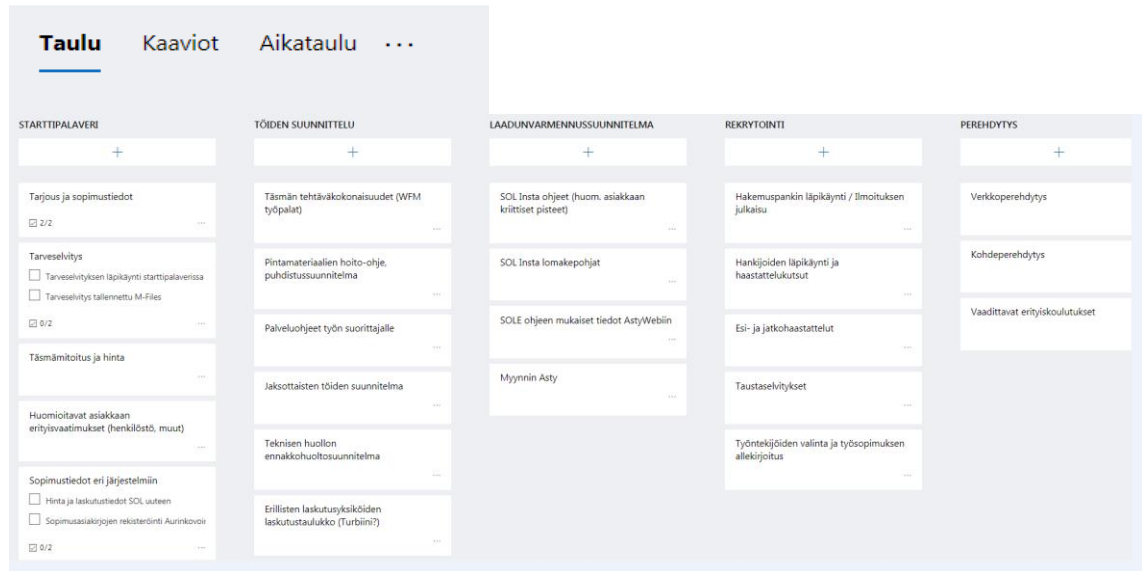 Taulu Kaaviot Aikataulu ...
STARTTIPALAVERI
+
Tarjous ja sopimustiedot
2/2
...
Tarveselvitys
Tarveselvityksen läpikäynti starttipalaverissa
Tarveselvitys tallennettu M-Files
0/2
...
Täsmämitoitus ja hinta
...
Huomioitavat asiakkaan
erityisvaatimukset (henkilöstö, muut)
...
Sopimustiedot eri järjestelmiin
Hinta ja laskutustiedot SOL uuteen
Sopimusasiakirjojen rekisteröinti Aurinkovoir
0/2
...
TÖIDEN SUUNNITTELU
+
Täsmän tehtäväkokonaisuudet (WFM
työpalat)
...
Pintamateriaalien hoito-ohje,
puhdistussuunnitelma
...
Palveluohjeet työn suorittajalle
...
Jaksottaisten töiden suunnitelma
...
Teknisen huollon
ennakkohuoltosuunnitelma
...
Erillisten laskutusyksiköiden
laskutustaulukko (Turbiini?)
...
LAADUNVARMENNUSSUUNNITELMA
+
SOL Insta ohjeet (huom. asiakkaan
kriittiset pisteet)
...
SOL Insta lomakepohjat
...
SOLE ohjeen mukaiset tiedot AstyWebiin
...
Myynnin Asty
...
REKRYTOINTI
+
Hakemuspankin läpikäynti / Ilmoituksen
julkaisu
...
Hankijoiden läpikäynti ja
haastattelukutsut
...
Esi- ja jatkohaastattelut
...
Taustaselvitykset
...
Työntekijöiden valinta ja työsopimuksen
allekirjoitus
...
PEREHDYTYS
+
Verkkoperehdytys
Kohdeperehdytys
Vaadittavat erityiskoulutukset